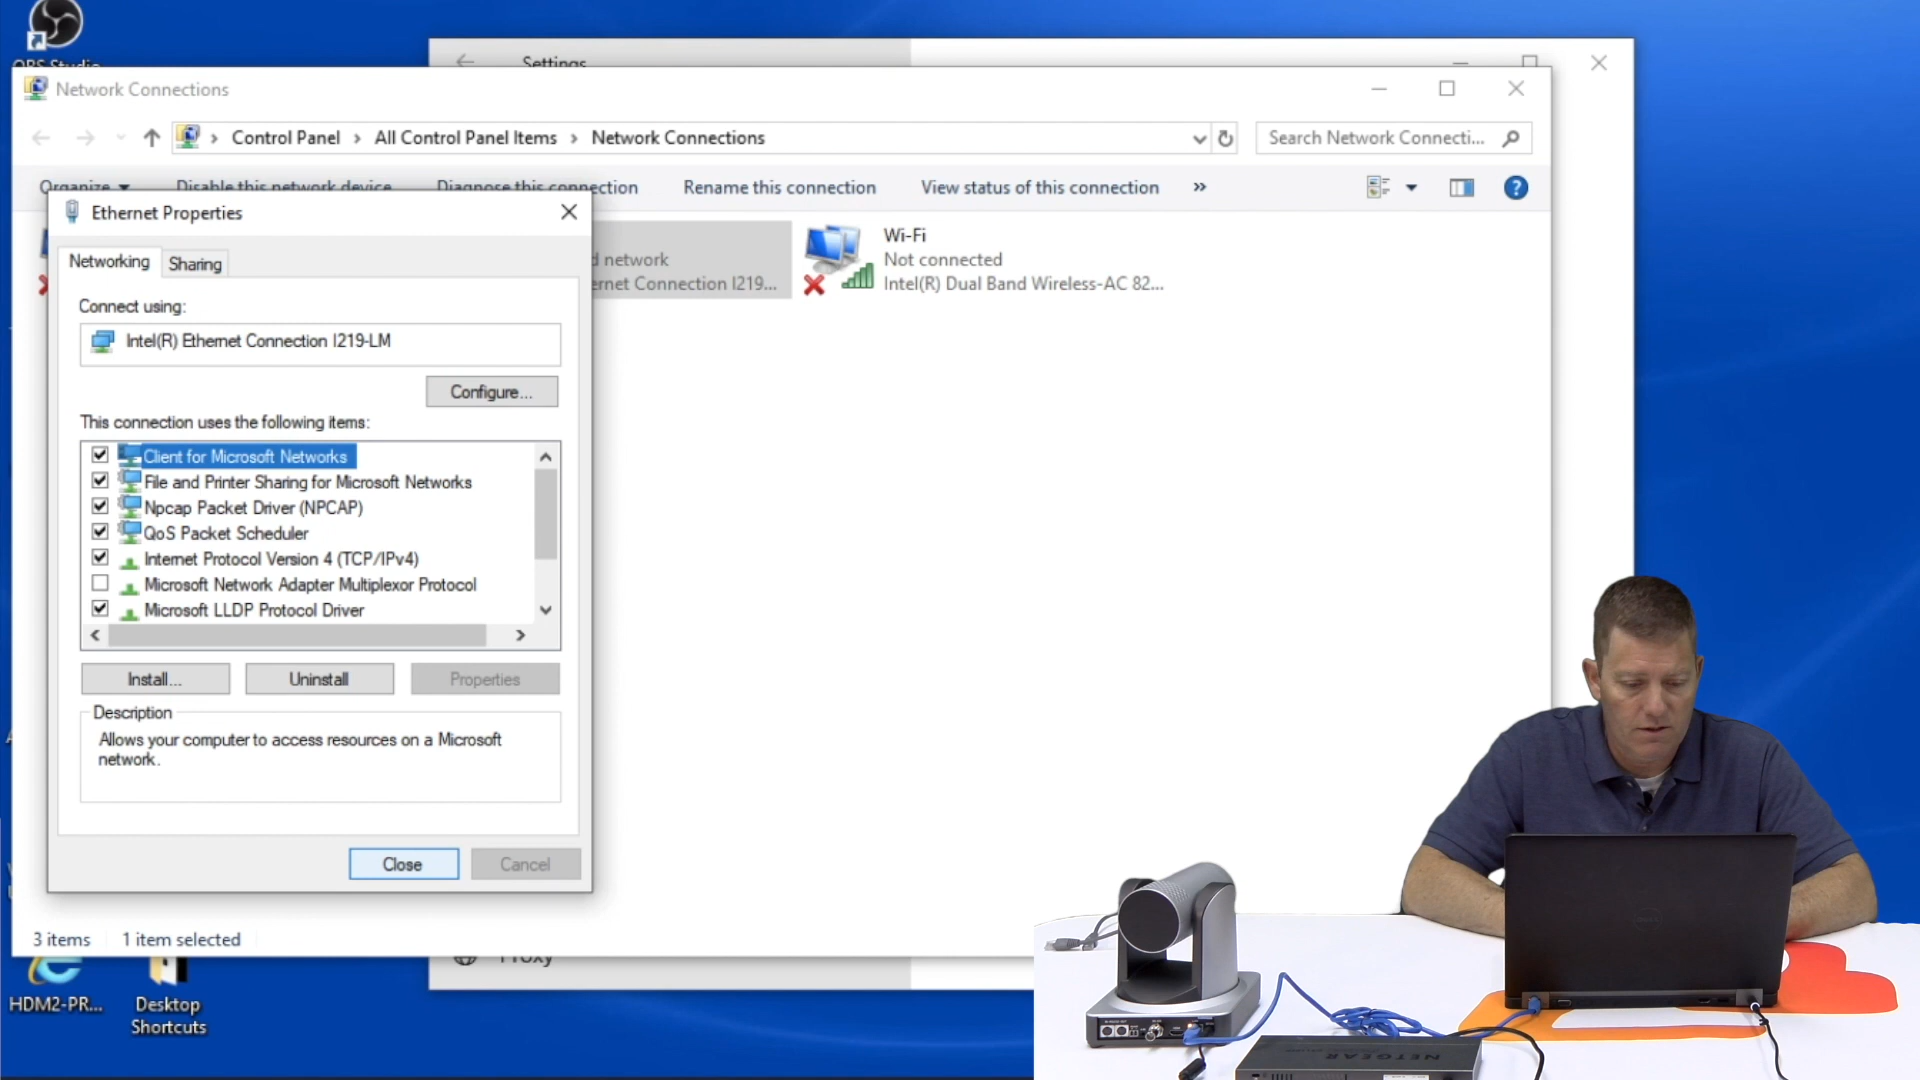 OBS Studio
Settings
Network Connections
Control Panel > All Control Panel Items > Network Connections
Search Network Connecti...
Organize
Disable this network device
Diagnose this connection
Rename this connection
View status of this connection
»
Ethernet Properties
Networking
Sharing
d network
ernet Connection I219...
Wi-Fi
Not connected
Intel(R) Dual Band Wireless-AC 82...
Connect using:
Intel(R) Ethernet Connection I219-LM
Configure...
This connection uses the following items:
Client for Microsoft Networks
File and Printer Sharing for Microsoft Networks
Npcap Packet Driver (NPCAP)
QoS Packet Scheduler
Internet Protocol Version 4 (TCP/IPv4)
Microsoft Network Adapter Multiplexor Protocol
Microsoft LLDP Protocol Driver
Install...
Uninstall
Properties
Description
Allows your computer to access resources on a Microsoft
network.
Close
Cancel
3 items
1 item selected
Proxy
HDM2-PR...
Desktop
Shortcuts
NETGEAR